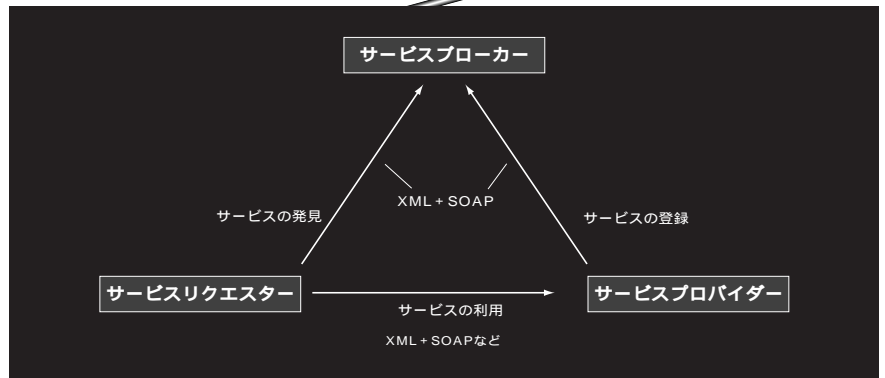 サービスブローカー
XML+SOAP
サービスの発見
サービスの登録
サービスリクエスター
サービスプロバイダー
サービスの利用
XML+SOAPなど